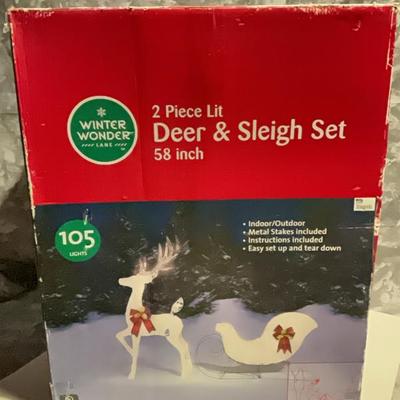 WINTER
WONDER
LANE
2 Piece Lit
Deer & Sleigh Set
58 inch
105
LIGHTS
• Indoor/Outdoor
• Metal Stakes included
• Instructions included
• Easy set up and tear down